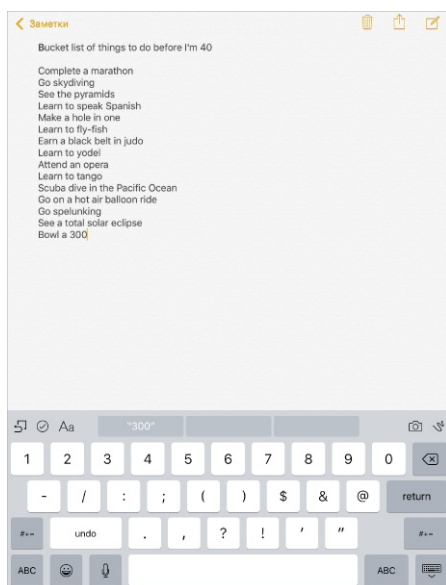 Заметки
Bucket list of things to do before I'm 40
Complete a marathon
Go skydiving
See the pyramids
Learn to speak Spanish
Make a hole in one
Learn to fly-fish
Earn a black belt in judo
Learn to yodel
Attend an opera
Learn to tango
Scuba dive in the Pacific Ocean
Go on a hot air balloon ride
Go spelunking
See a total solar eclipse
Bowl a 300
Aa "300"
1 2 3 4 5 6 7 8 9 0
- / : ; ( ) $ & @ return
#+= undo . , ? ! ' " #+=
ABC ABC